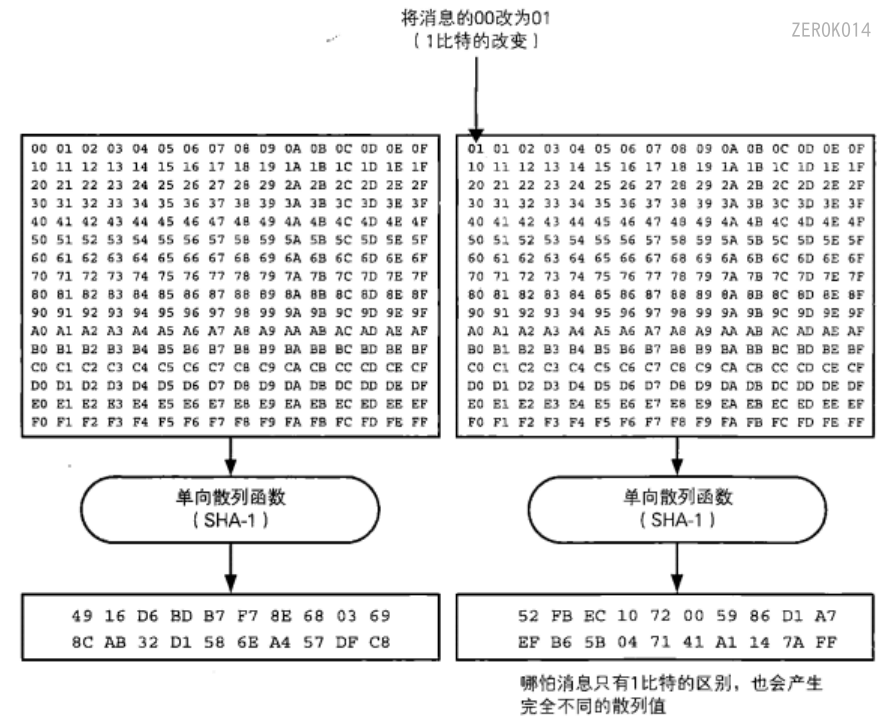 将消息的00改为01
（1比特的改变）
ZEROK014
00 01 02 03 04 05 06 07 08 09 0A 0B 0C 0D 0E 0F
10 11 12 13 14 15 16 17 18 19 1A 1B 1C 1D 1E 1F
20 21 22 23 24 25 26 27 28 29 2A 2B 2C 2D 2E 2F
30 31 32 33 34 35 36 37 38 39 3A 3B 3C 3D 3E 3F
40 41 42 43 44 45 46 47 48 49 4A 4B 4C 4D 4E 4F
50 51 52 53 54 55 56 57 58 59 5A 5B 5C 5D 5E 5F
60 61 62 63 64 65 66 67 68 69 6A 6B 6C 6D 6E 6F
70 71 72 73 74 75 76 77 78 79 7A 7B 7C 7D 7E 7F
80 81 82 83 84 85 86 87 88 89 8A 8B 8C 8D 8E 8F
90 91 92 93 94 95 96 97 98 99 9A 9B 9C 9D 9E 9F
A0 A1 A2 A3 A4 A5 A6 A7 A8 A9 AA AB AC AD AE AF
B0 B1 B2 B3 B4 B5 B6 B7 B8 B9 BA BB BC BD BE BF
C0 C1 C2 C3 C4 C5 C6 C7 C8 C9 CA CB CC CD CE CF
D0 D1 D2 D3 D4 D5 D6 D7 D8 D9 DA DB DC DD DE DF
E0 E1 E2 E3 E4 E5 E6 E7 E8 E9 EA EB EC ED EE EF
F0 F1 F2 F3 F4 F5 F6 F7 F8 F9 FA FB FC FD FE FF
单向散列函数
（SHA-1）
49 16 D6 BD B7 F7 8E 68 03 69
8C AB 32 D1 58 6E A4 57 DF C8
01 01 02 03 04 05 06 07 08 09 0A 0B 0C 0D 0E 0F
10 11 12 13 14 15 16 17 18 19 1A 1B 1C 1D 1E 1F
20 21 22 23 24 25 26 27 28 29 2A 2B 2C 2D 2E 2F
30 31 32 33 34 35 36 37 38 39 3A 3B 3C 3D 3E 3F
40 41 42 43 44 45 46 47 48 49 4A 4B 4C 4D 4E 4F
50 51 52 53 54 55 56 57 58 59 5A 5B 5C 5D 5E 5F
60 61 62 63 64 65 66 67 68 69 6A 6B 6C 6D 6E 6F
70 71 72 73 74 75 76 77 78 79 7A 7B 7C 7D 7E 7F
80 81 82 83 84 85 86 87 88 89 8A 8B 8C 8D 8E 8F
90 91 92 93 94 95 96 97 98 99 9A 9B 9C 9D 9E 9F
A0 A1 A2 A3 A4 A5 A6 A7 A8 A9 AA AB AC AD AE AF
B0 B1 B2 B3 B4 B5 B6 B7 B8 B9 BA BB BC BD BE BF
C0 C1 C2 C3 C4 C5 C6 C7 C8 C9 CA CB CC CD CE CF
D0 D1 D2 D3 D4 D5 D6 D7 D8 D9 DA DB DC DD DE DF
E0 E1 E2 E3 E4 E5 E6 E7 E8 E9 EA EB EC ED EE EF
F0 F1 F2 F3 F4 F5 F6 F7 F8 F9 FA FB FC FD FE FF
单向散列函数
（SHA-1）
52 FB EC 10 72 00 59 86 D1 A7
EF B6 5B 04 71 41 A1 14 7A FF
哪怕消息只有1比特的区别，也会产生
完全不同的散列值